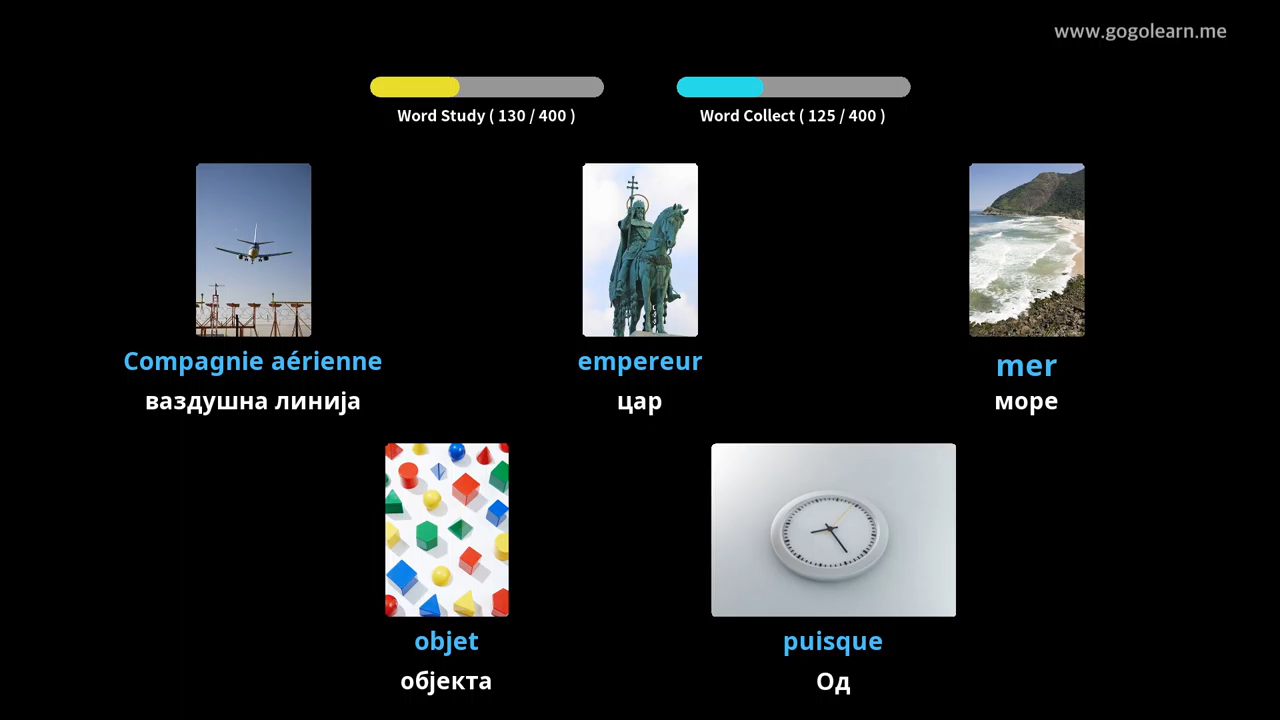 www.gogolearn.me
Word Study ( 130 / 400 )
Word Collect ( 125 / 400 )
Compagnie aérienne
ваздушна линија
empereur
цар
mer
море
objet
објекта
puisque
Од